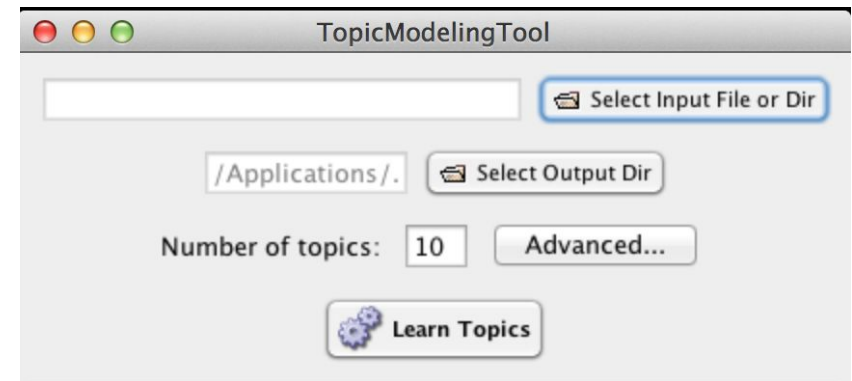 TopicModelingTool
Select Input File or Dir
/Applications/. Select Output Dir
Number of topics: 10 Advanced...
Learn Topics